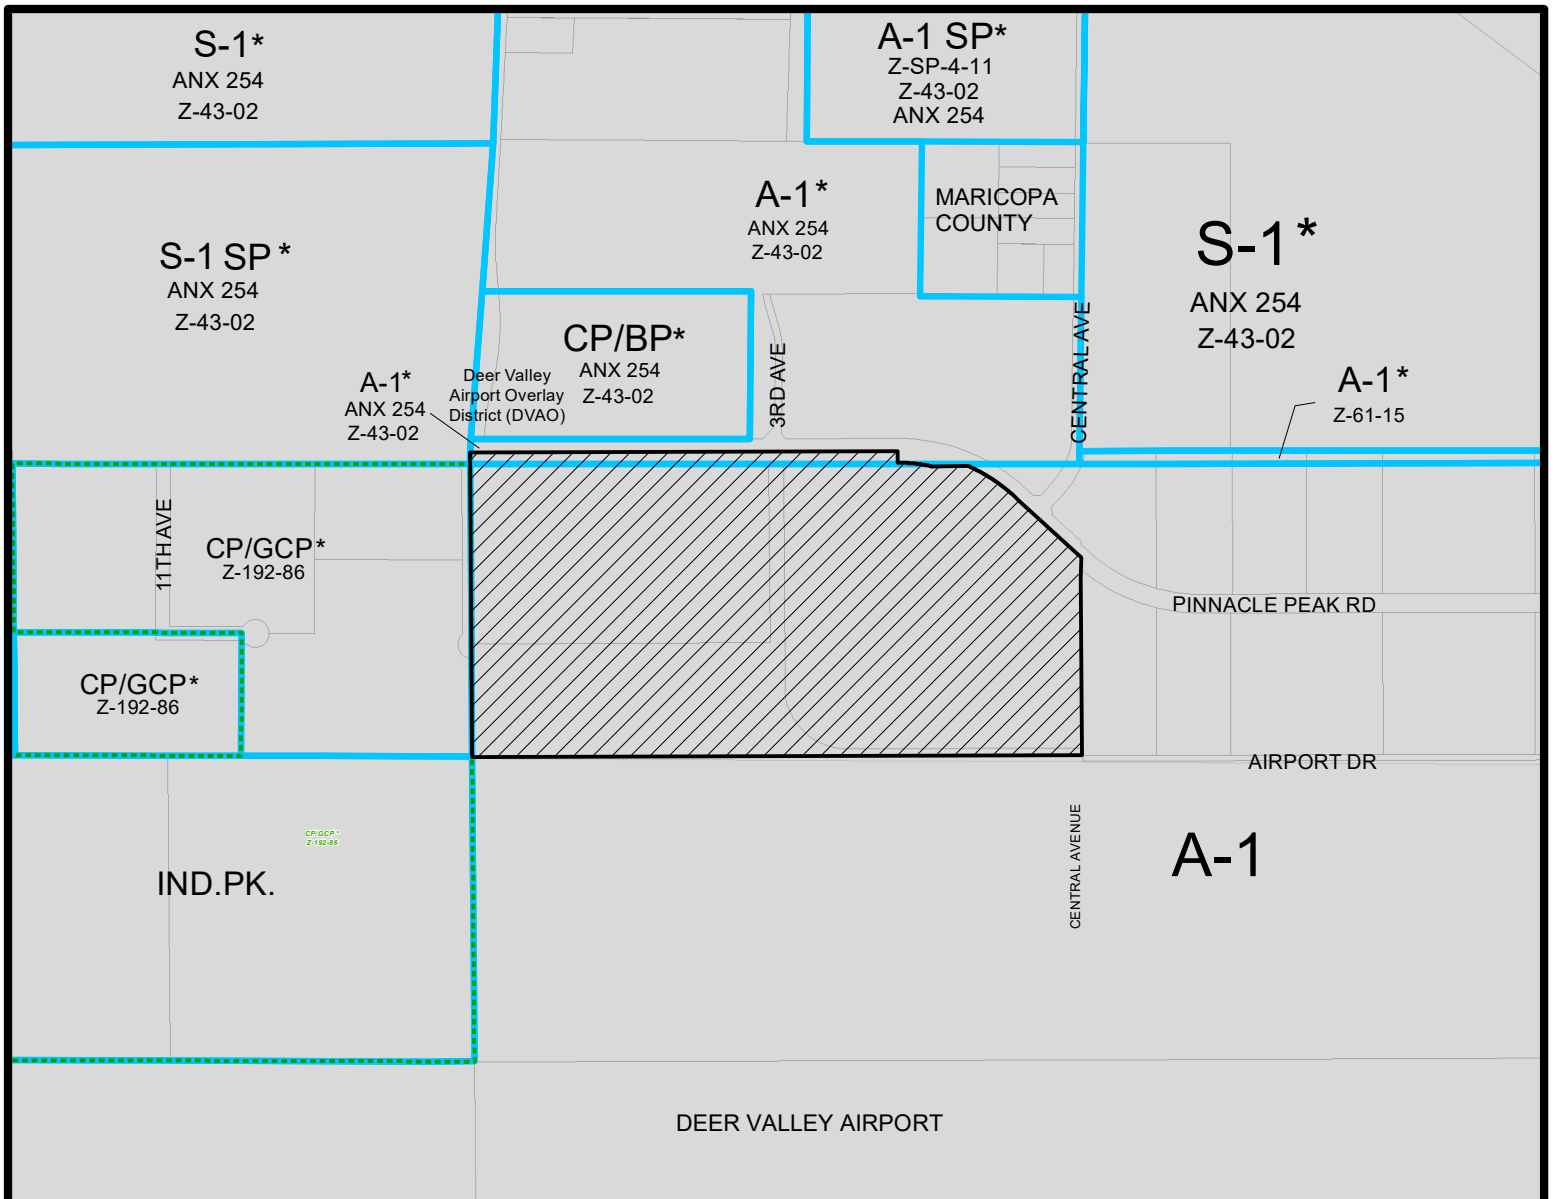 S-1*
ANX 254
Z-43-02
A-1 SP*
Z-SP-4-11
Z-43-02
ANX 254
A-1*
ANX 254
Z-43-02
MARICOPA
COUNTY
S-1*
ANX 254
Z-43-02
S-1 SP *
ANX 254
Z-43-02
CP/BP*
ANX 254
Z-43-02
3RD AVE
CENTRAL AVE
A-1*
ANX 254
Z-43-02
Deer Valley
Airport Overlay
District (DVAO)
A-1*
Z-61-15
11TH AVE
CP/GCP*
Z-192-86
PINNACLE PEAK RD
CP/GCP*
Z-192-86
AIRPORT DR
CP/GCP*
Z-192-86
IND.PK.
CENTRAL AVENUE
A-1
DEER VALLEY AIRPORT